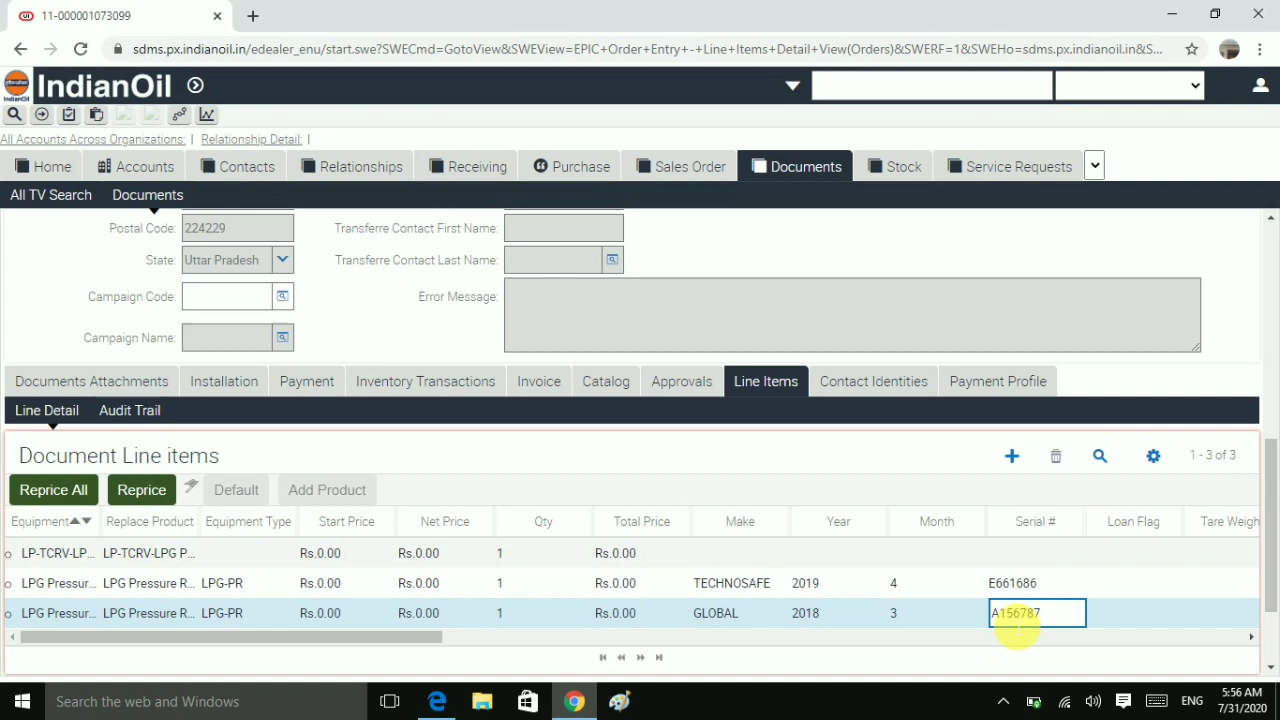 11-000001073099
sdms.px.indianoil.in/edealer_enu/start.swe?SWECmd=GotoView&SWEView=EPIC+Order+Entry+-+Line+Items+Detail+View(Orders)&SWERF=1&SWEHo=sdms.px.indianoil.in&S...
IndianOil
All Accounts Across Organizations: | Relationship Detail: |
Home Accounts Contacts Relationships Receiving Purchase Sales Order Documents Stock Service Requests
All TV Search Documents
Postal Code: 224229 Transferre Contact First Name:
State: Uttar Pradesh Transferre Contact Last Name:
Campaign Code: Error Message:
Campaign Name:
Documents Attachments Installation Payment Inventory Transactions Invoice Catalog Approvals Line Items Contact Identities Payment Profile
Line Detail Audit Trail
Document Line items 1 - 3 of 3
Reprice All Reprice Default Add Product
Equipment Replace Product Equipment Type Start Price Net Price Qty Total Price Make Year Month Serial # Loan Flag Tare Weigh
LP-TCRV-LP... LP-TCRV-LPG P... Rs.0.00 Rs.0.00 1 Rs.0.00
LPG Pressur... LPG Pressure R... LPG-PR Rs.0.00 Rs.0.00 1 Rs.0.00 TECHNOSAFE 2019 4 E661686
LPG Pressur... LPG Pressure R... LPG-PR Rs.0.00 Rs.0.00 1 Rs.0.00 GLOBAL 2018 3 A156787
Search the web and Windows
ENG
5:56 AM
7/31/2020